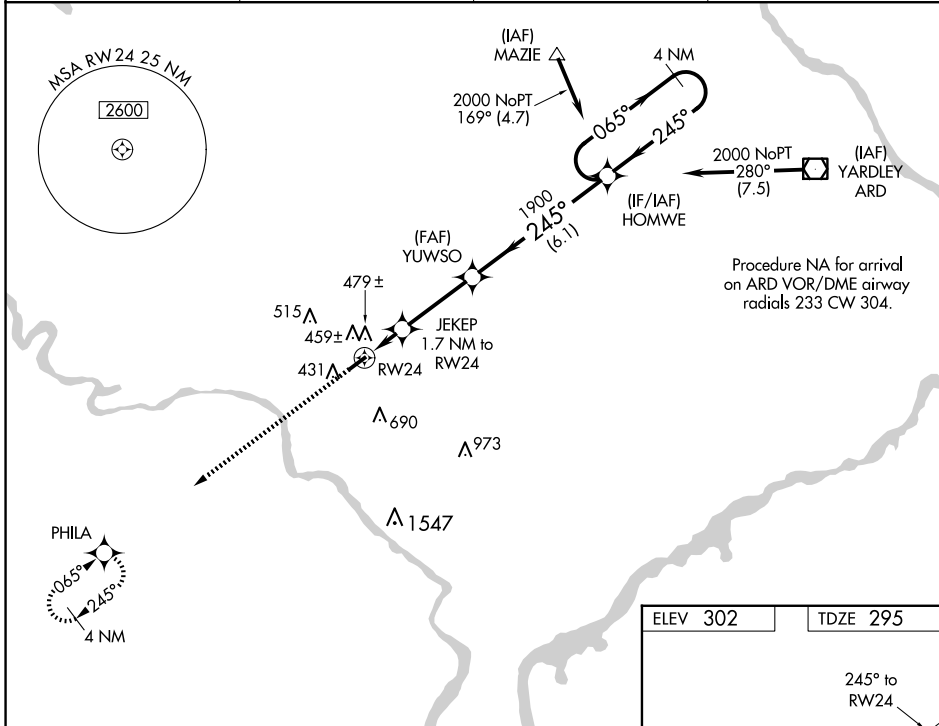 MSA RW 24 25 NM
2600
(IAF)
MAZIE
2000 NoPT
169° (4.7)
4 NM
065°
245°
2000 NoPT
280°
(7.5)
(IAF)
YARDLEY
ARD
(IF/IAF)
HOMWE
1900
245°
(6.1)
(FAF)
YUWSO
Procedure NA for arrival
on ARD VOR/DME airway
radials 233 CW 304.
479±
515
459±
JEKEP
1.7 NM to
RW24
431
RW24
690
973
1547
PHILA
065°
245°
4 NM
ELEV 302
TDZE 295
245° to
RW24